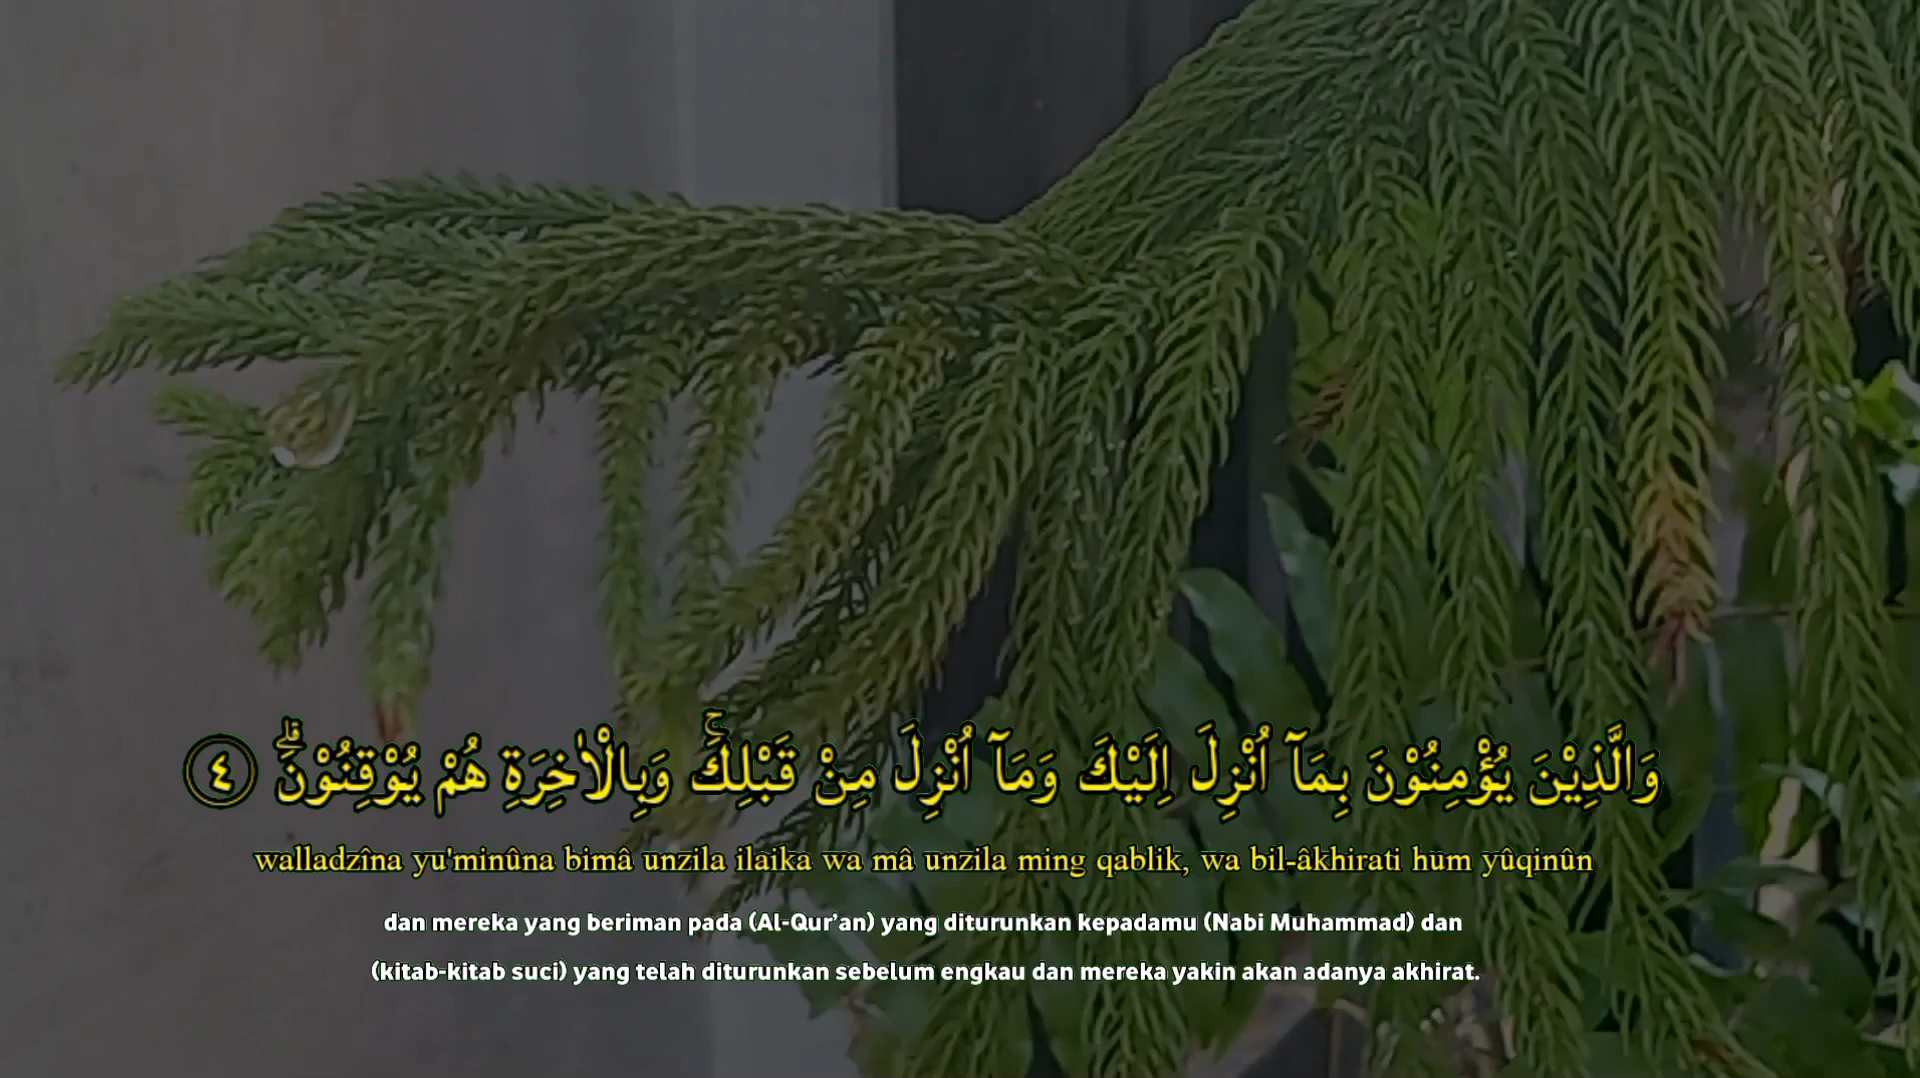 وَالَّذِيْنَ يُؤْمِنُوْنَ بِمَآ اُنْزِلَ اِلَيْكَ وَمَآ اُنْزِلَ مِنْ قَبْلِكَۚ وَبِالْاٰخِرَةِ هُمْ يُوْقِنُوْنَۗ ٤
walladzîna yu'minûna bimâ unzila ilaika wa mâ unzila ming qablik, wa bil-âkhirati hum yûqinûn
dan mereka yang beriman pada (Al-Qur’an) yang diturunkan kepadamu (Nabi Muhammad) dan
(kitab-kitab suci) yang telah diturunkan sebelum engkau dan mereka yakin akan adanya akhirat.